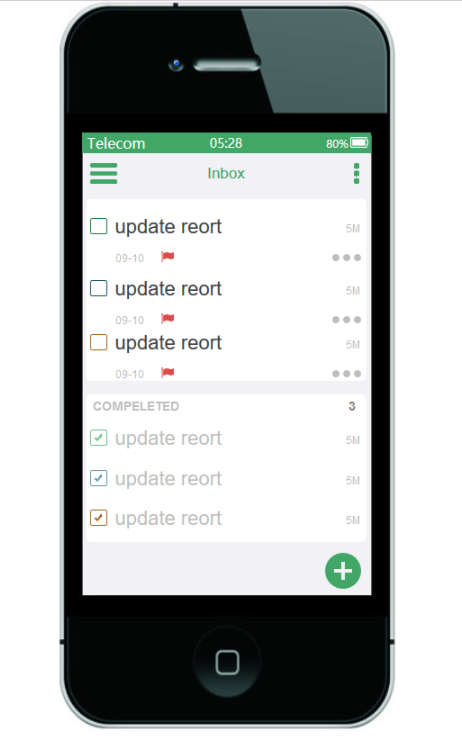 Telecom 05:28 80%
Inbox
update reort 5M
09-10
update reort 5M
09-10
update reort 5M
09-10
COMPELETED 3
update reort 5M
update reort 5M
update reort 5M